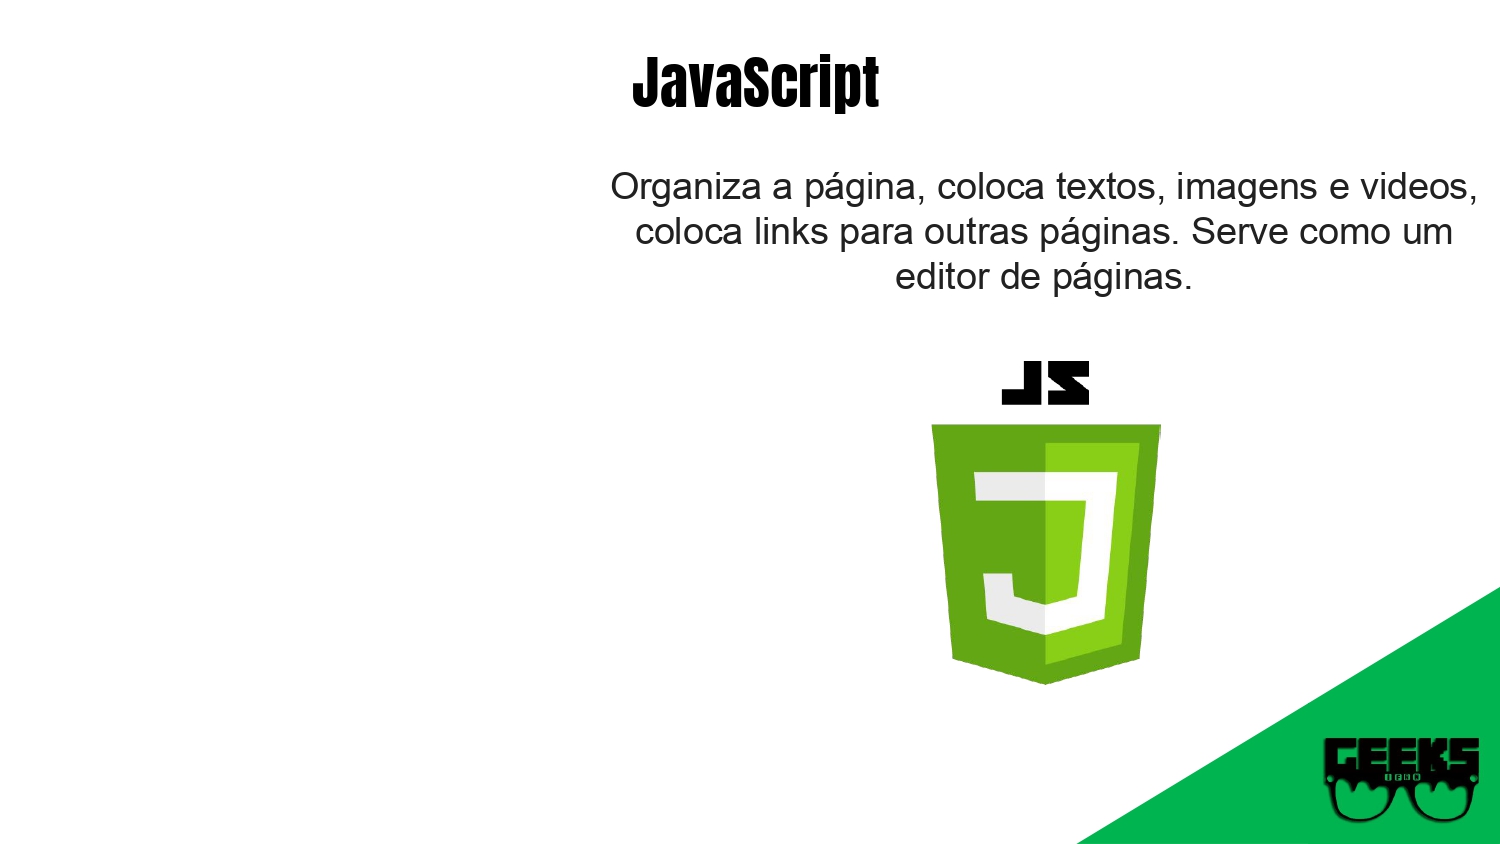 JavaScript
Organiza a página, coloca textos, imagens e videos,
coloca links para outras páginas. Serve como um
editor de páginas.
JS
J
GEEKS